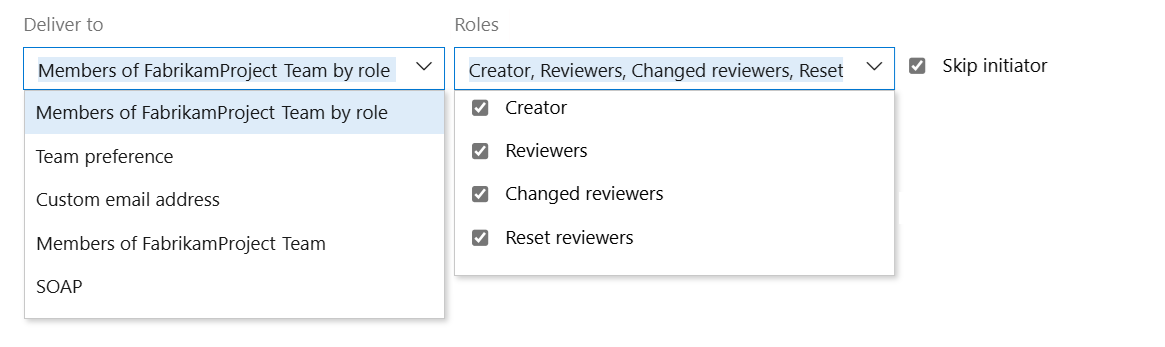 Deliver to
Roles
Members of FabrikamProject Team by role
Creator, Reviewers, Changed reviewers, Reset
Skip initiator
Members of FabrikamProject Team by role
Team preference
Custom email address
Members of FabrikamProject Team
SOAP
Creator
Reviewers
Changed reviewers
Reset reviewers